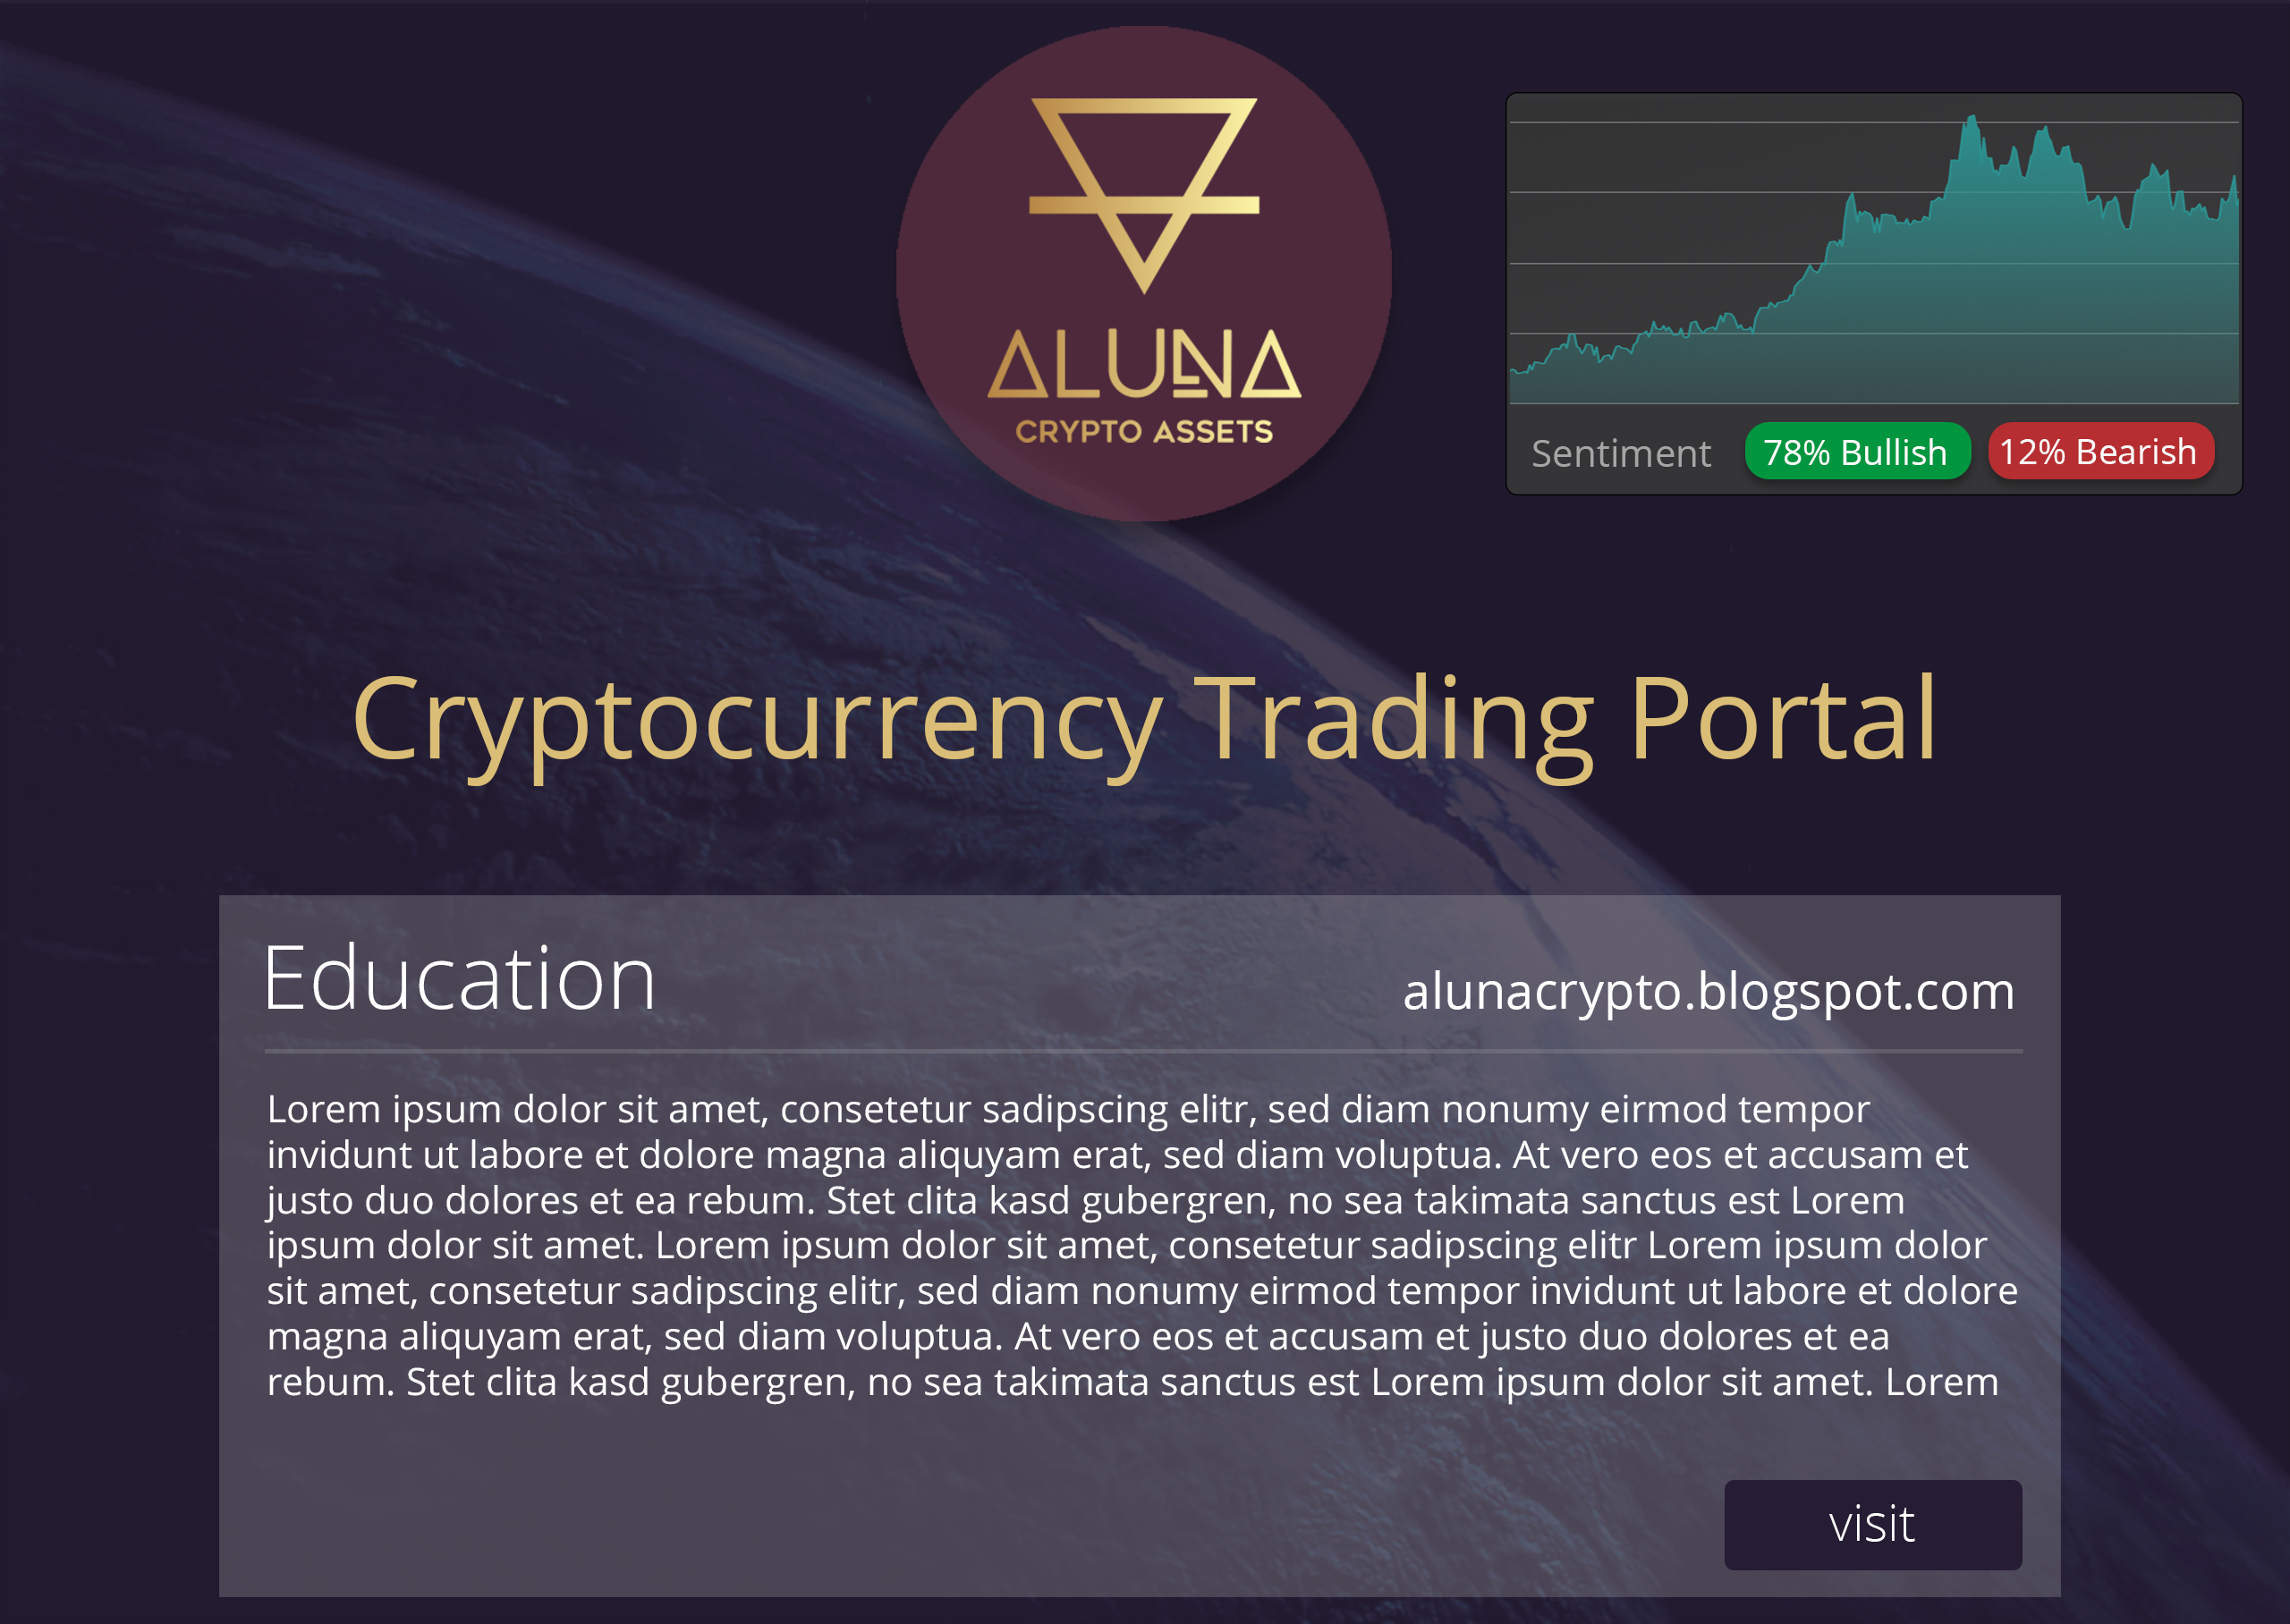 ALUNA
CRYPTO ASSETS
Sentiment 78% Bullish 12% Bearish
Cryptocurrency Trading Portal
Education
alunacrypto.blogspot.com
Lorem ipsum dolor sit amet, consetetur sadipscing elitr, sed diam nonumy eirmod tempor
invidunt ut labore et dolore magna aliquyam erat, sed diam voluptua. At vero eos et accusam et
justo duo dolores et ea rebum. Stet clita kasd gubergren, no sea takimata sanctus est Lorem
ipsum dolor sit amet. Lorem ipsum dolor sit amet, consetetur sadipscing elitr Lorem ipsum dolor
sit amet, consetetur sadipscing elitr, sed diam nonumy eirmod tempor invidunt ut labore et dolore
magna aliquyam erat, sed diam voluptua. At vero eos et accusam et justo duo dolores et ea
rebum. Stet clita kasd gubergren, no sea takimata sanctus est Lorem ipsum dolor sit amet. Lorem
visit